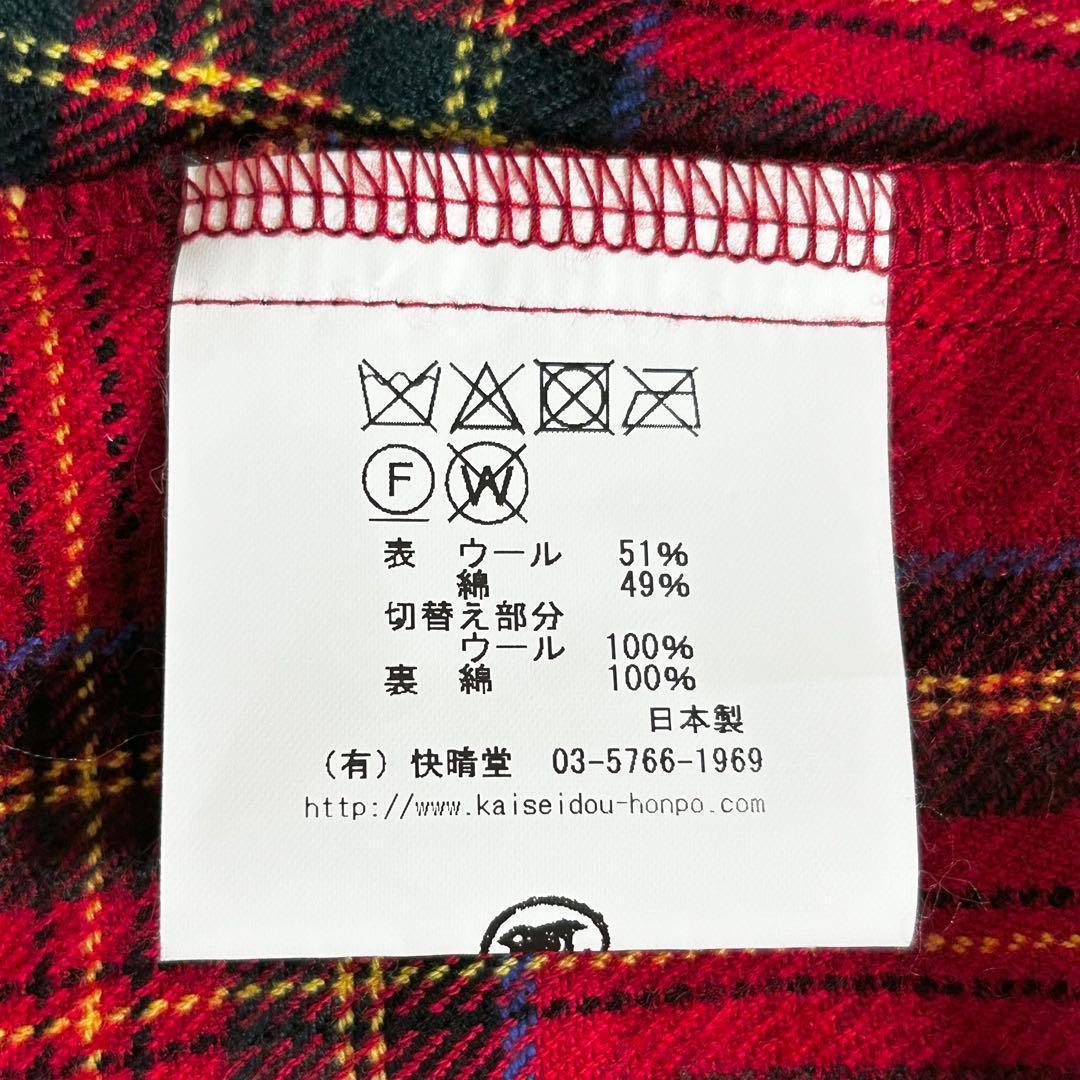 F W
表 ウール 51%
綿 49%
切替え部分
ウール 100%
裏 綿 100%
日本製
(有) 快晴堂 03-5766-1969
http://www.kaiseidou-honpo.com